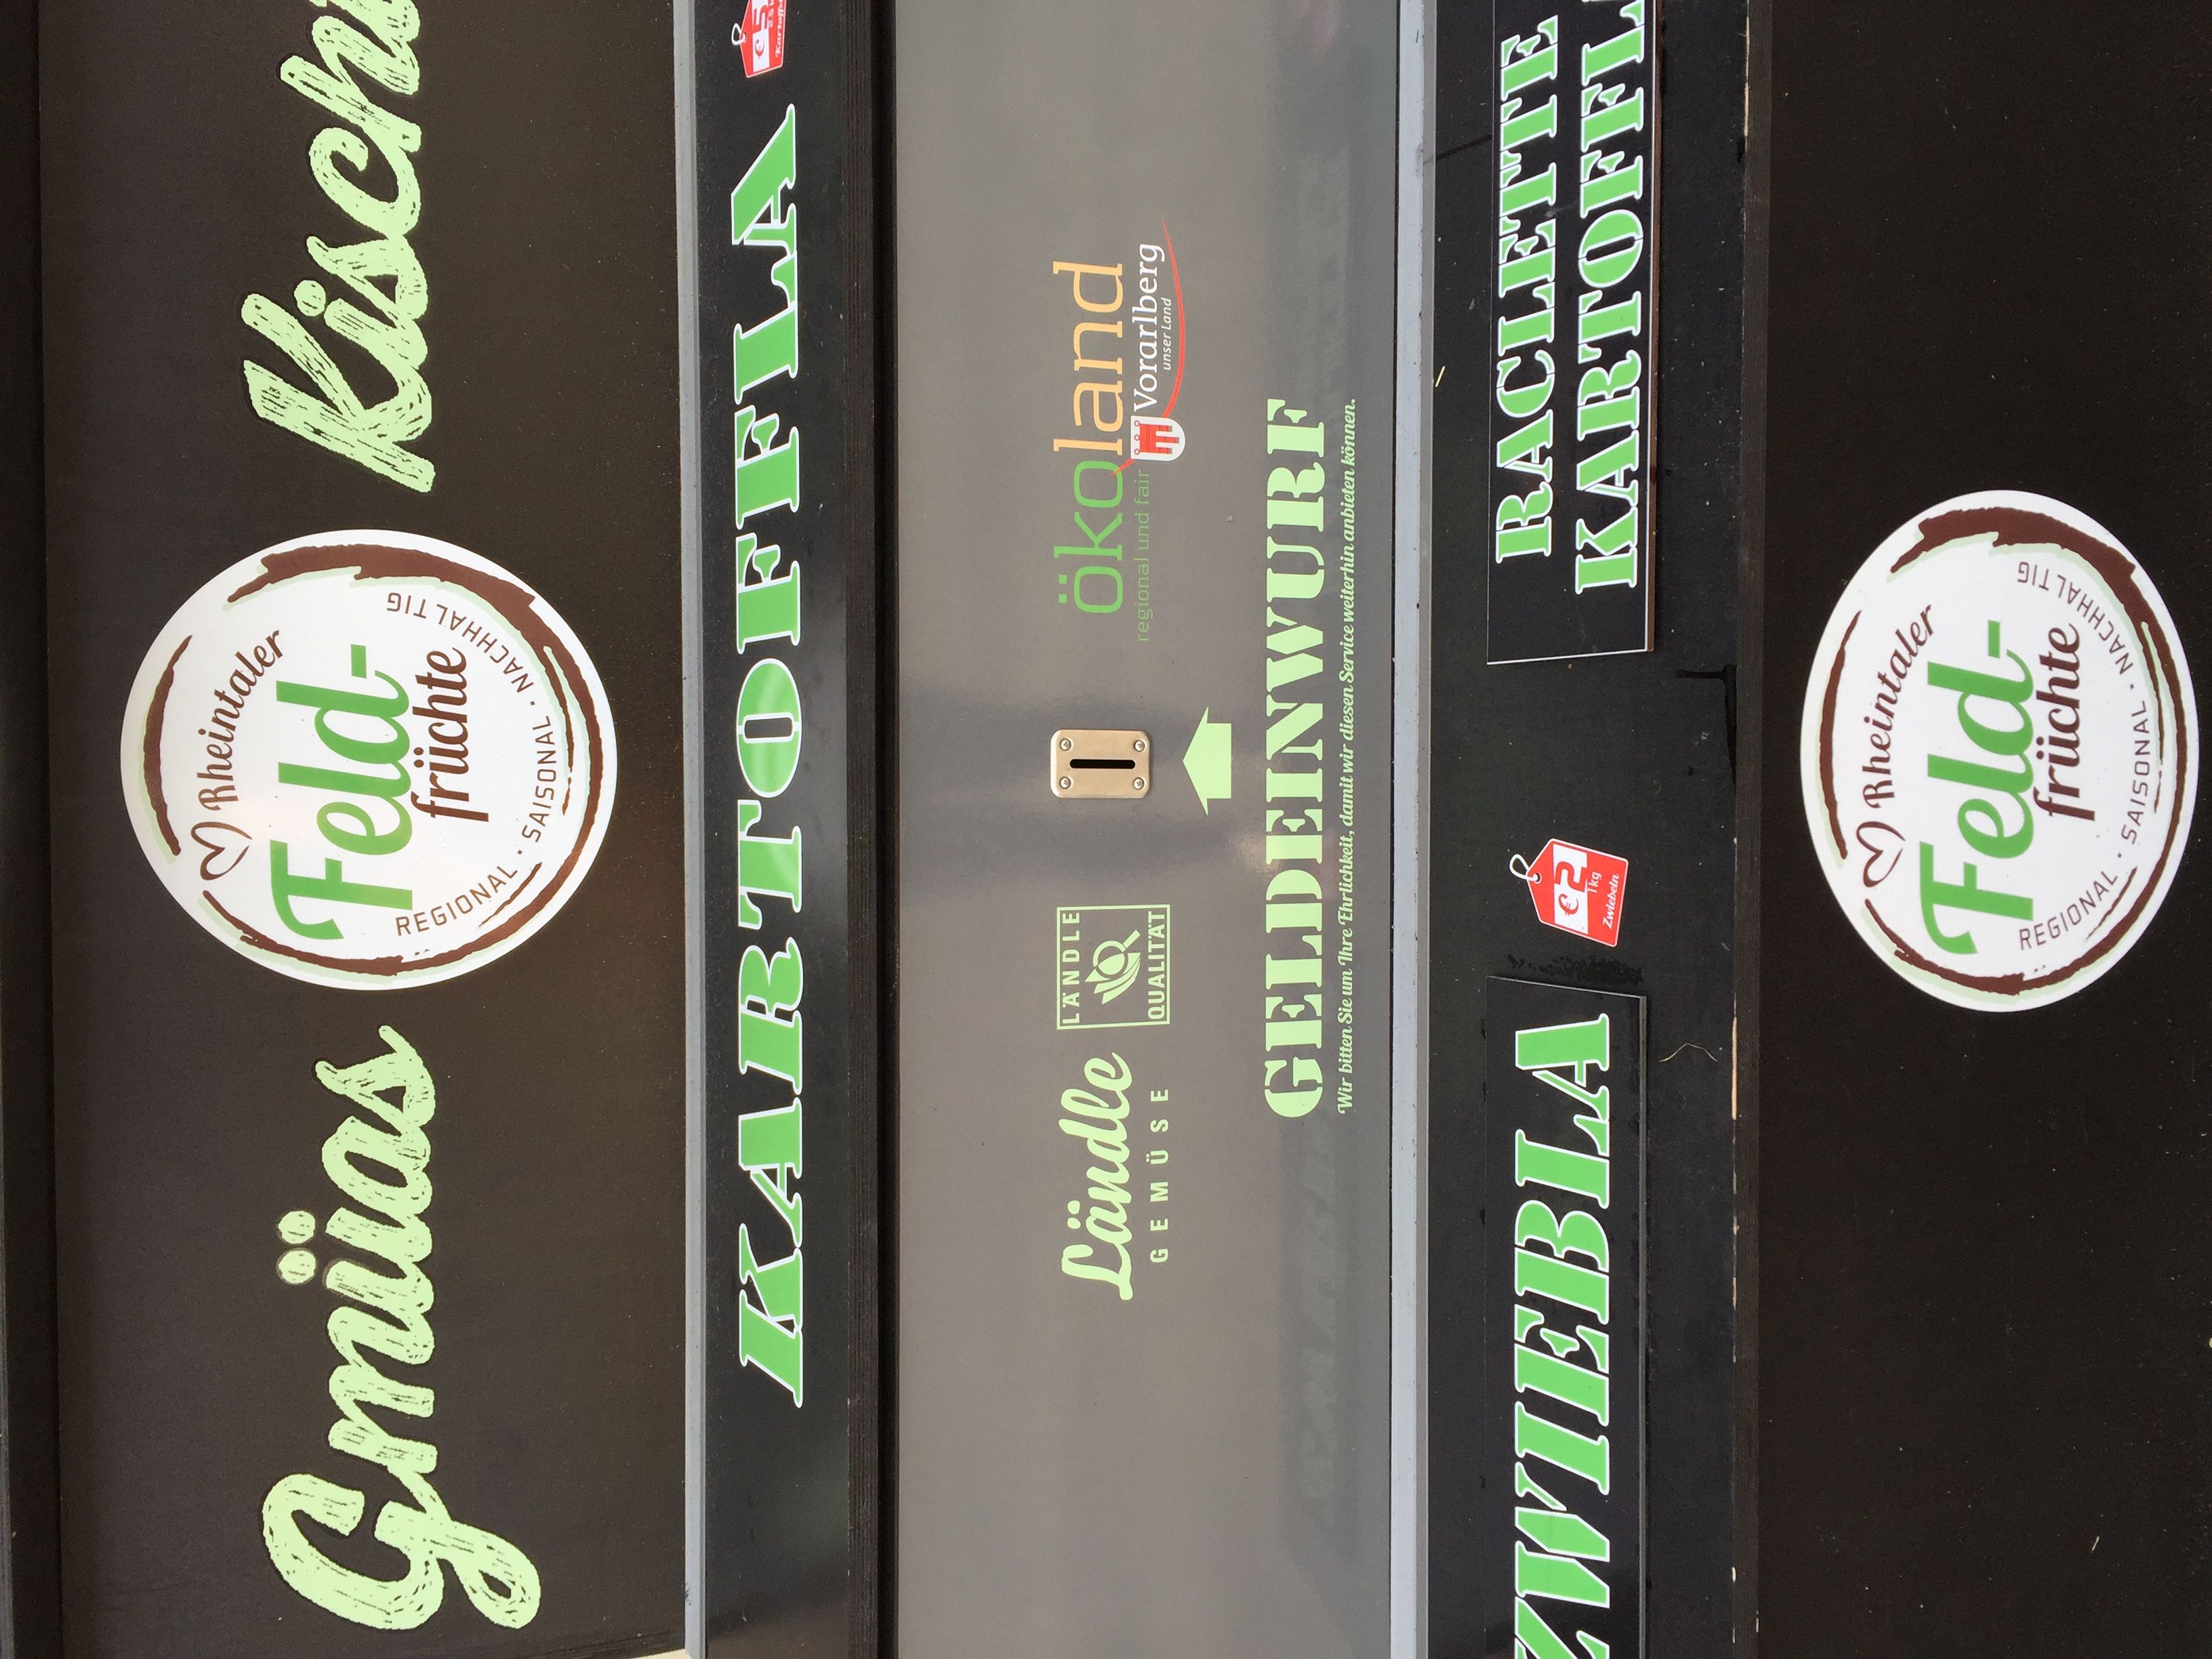 Gmüas
Rheintaler
Feld-
früchte
REGIONAL · SAISONAL · NACHHALTIG
KARTOFFLA
€5
Ländle
GEMÜSE
LÄNDLE
QUALITÄT
ökoland
regional und fair
Vorarlberg
unser Land
GELDEINWURF
Wir bitten Sie um Ihre Ehrlichkeit, damit wir diesen Service weiterhin anbieten können.
ZWIEBLA
€2
1kg
Zwiebeln
RACLETTE
Rheintaler
Feld-
früchte
REGIONAL · SAISONAL · NACHHALTIG